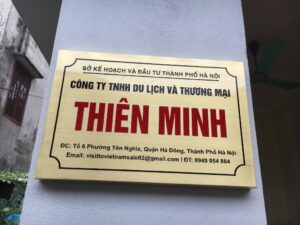 SỞ KẾ HOẠCH VÀ ĐẦU TƯ THÀNH PHỐ HÀ NỘI
CÔNG TY TNHH DU LỊCH VÀ THƯƠNG MẠI
THIÊN MINH
ĐC: Tổ 6 Phường Yên Nghĩa, Quận Hà Đông, Thành Phố Hà Nội
Email: visittovietnamsale02@gmail.com | ĐT: 0949 954 804